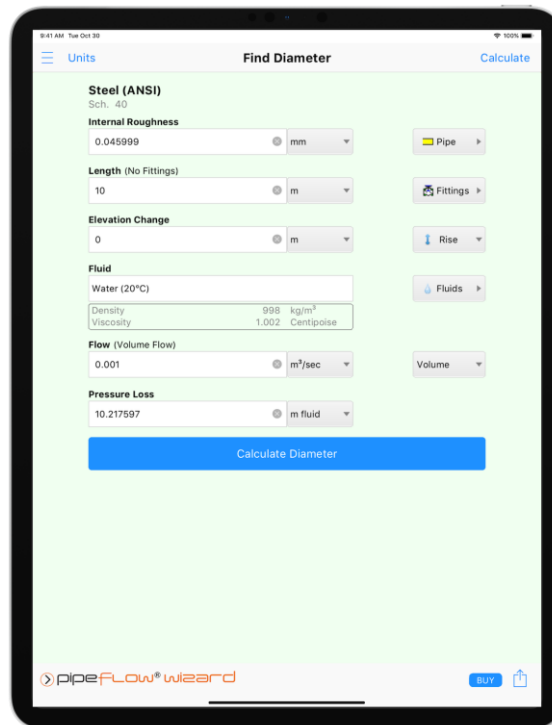 9:41 AM Tue Oct 30 100%
Units Find Diameter Calculate
Steel (ANSI)
Sch. 40
Internal Roughness
0.045999 mm Pipe
Length (No Fittings)
10 m Fittings
Elevation Change
0 m Rise
Fluid
Water (20°C) Fluids
Density 998 kg/m³
Viscosity 1.002 Centipoise
Flow (Volume Flow)
0.001 m³/sec Volume
Pressure Loss
10.217597 m fluid
Calculate Diameter
pipeFLOW® wizard BUY